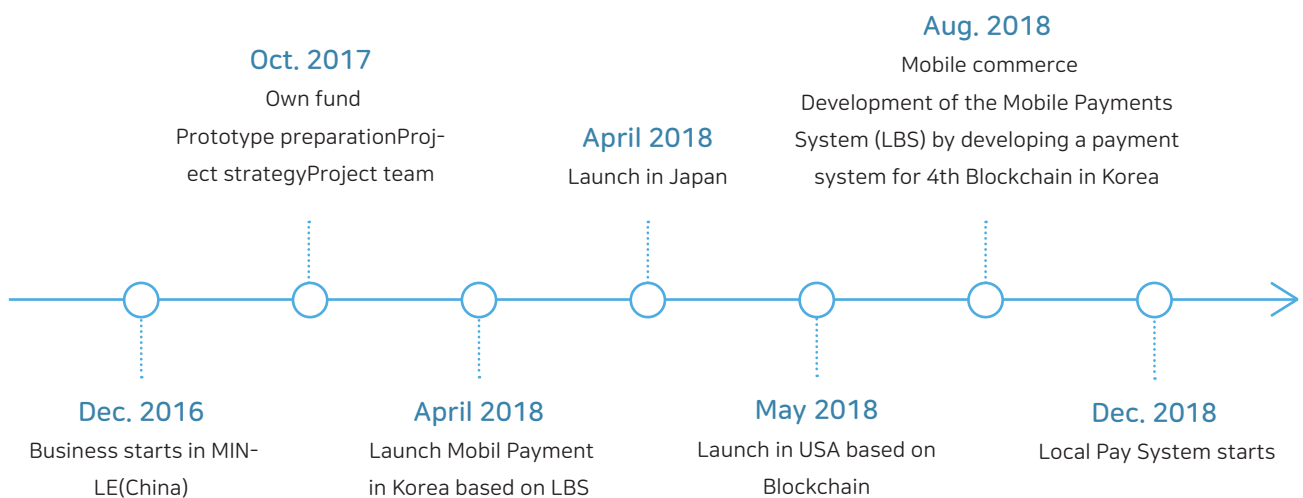 Dec. 2016
Business starts in MIN-
LE(China)
Oct. 2017
Own fund
Prototype preparationProj-
ect strategyProject team
April 2018
Launch Mobil Payment
in Korea based on LBS
April 2018
Launch in Japan
May 2018
Launch in USA based on
Blockchain
Aug. 2018
Mobile commerce
Development of the Mobile Payments
System (LBS) by developing a payment
system for 4th Blockchain in Korea
Dec. 2018
Local Pay System starts